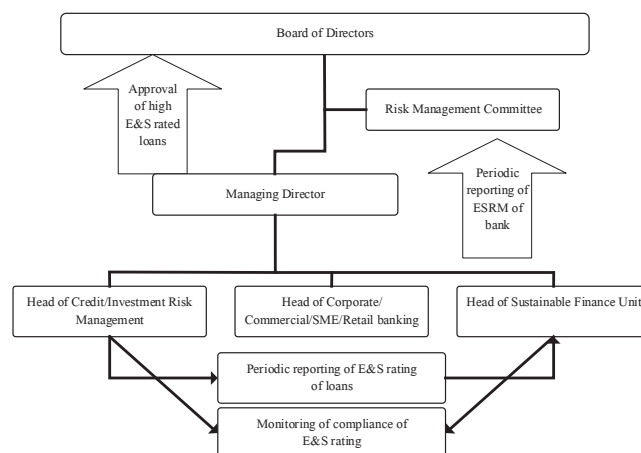 Board of Directors
Approval
of high
E&S rated
loans
Risk Management Committee
Periodic
reporting of
ESRM of
bank
Managing Director
Head of Credit/Investment Risk
Management
Head of Corporate/
Commercial/SME/Retail banking
Head of Sustainable Finance Unit
Periodic reporting of E&S rating
of loans
Monitoring of compliance of
E&S rating